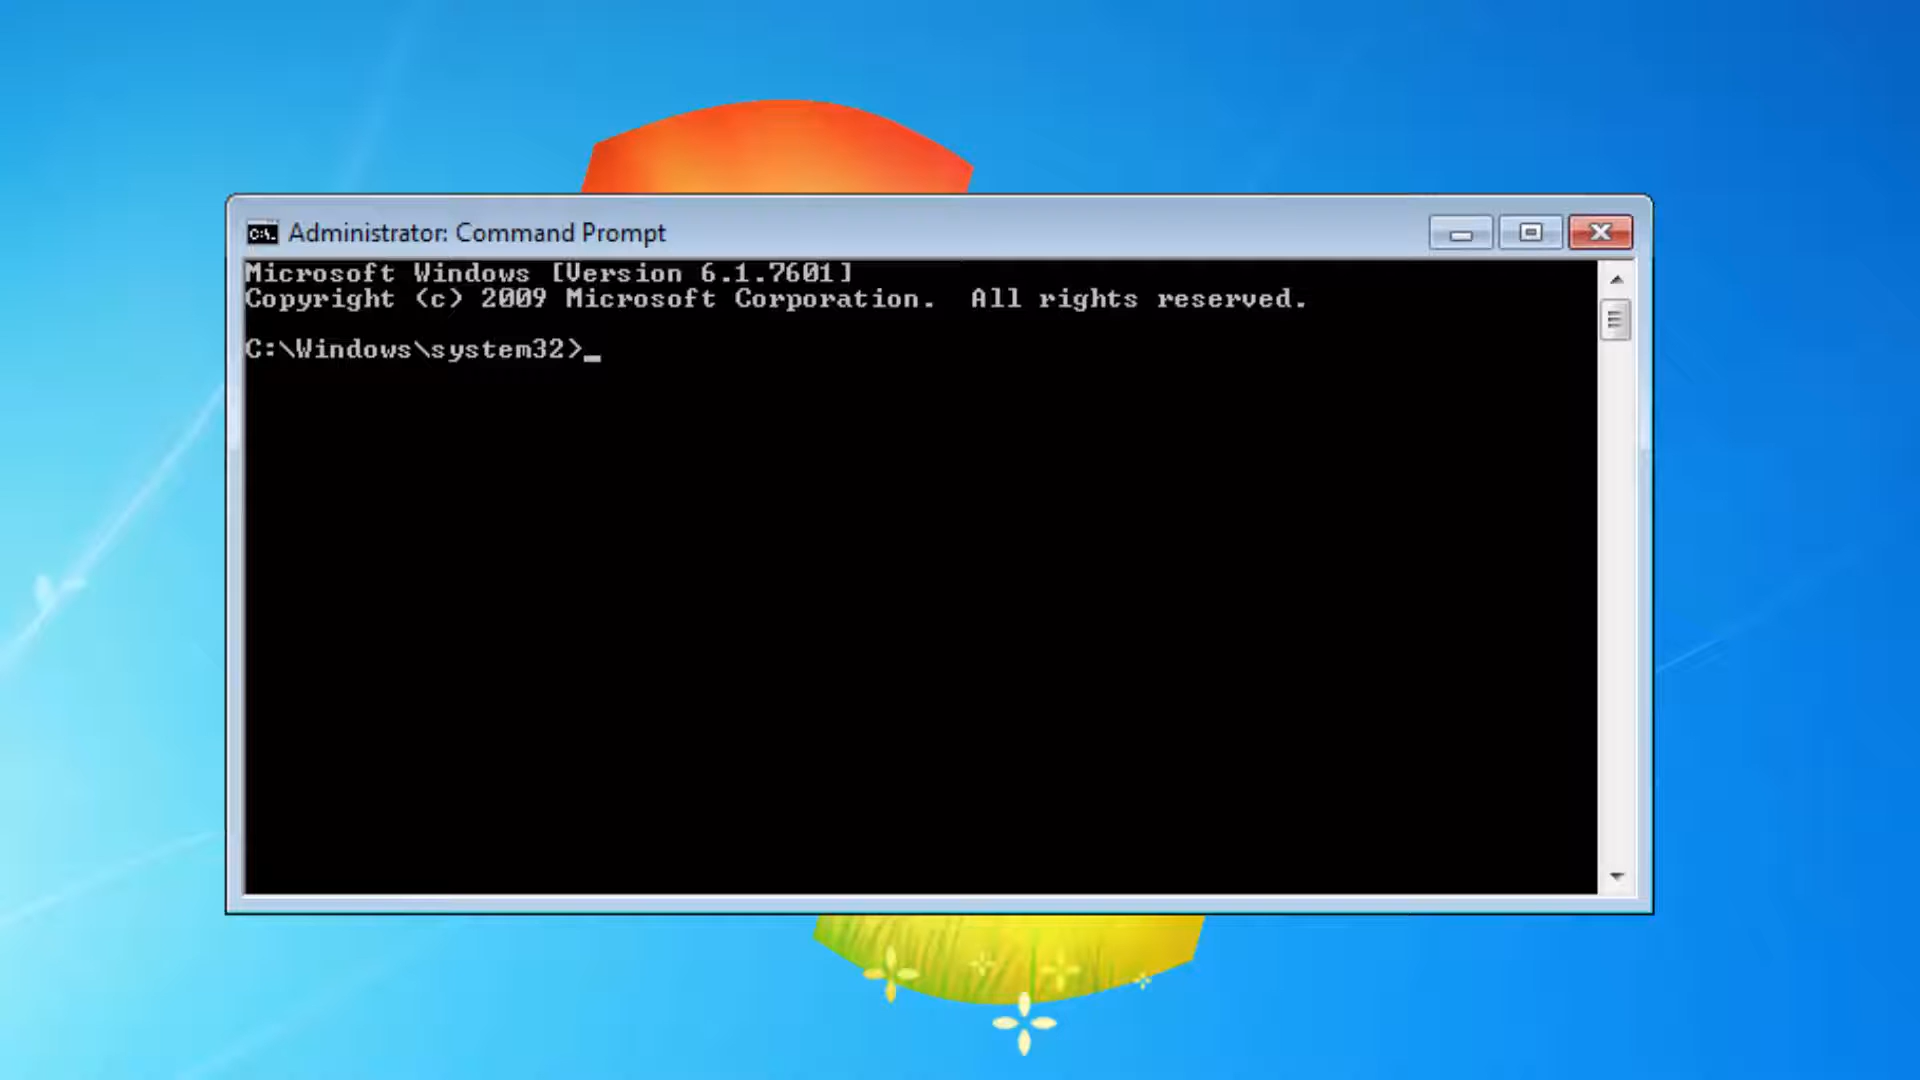 Administrator: Command Prompt
Microsoft Windows [Version 6.1.7601]
Copyright (c) 2009 Microsoft Corporation.  All rights reserved.
C:\Windows\system32>_